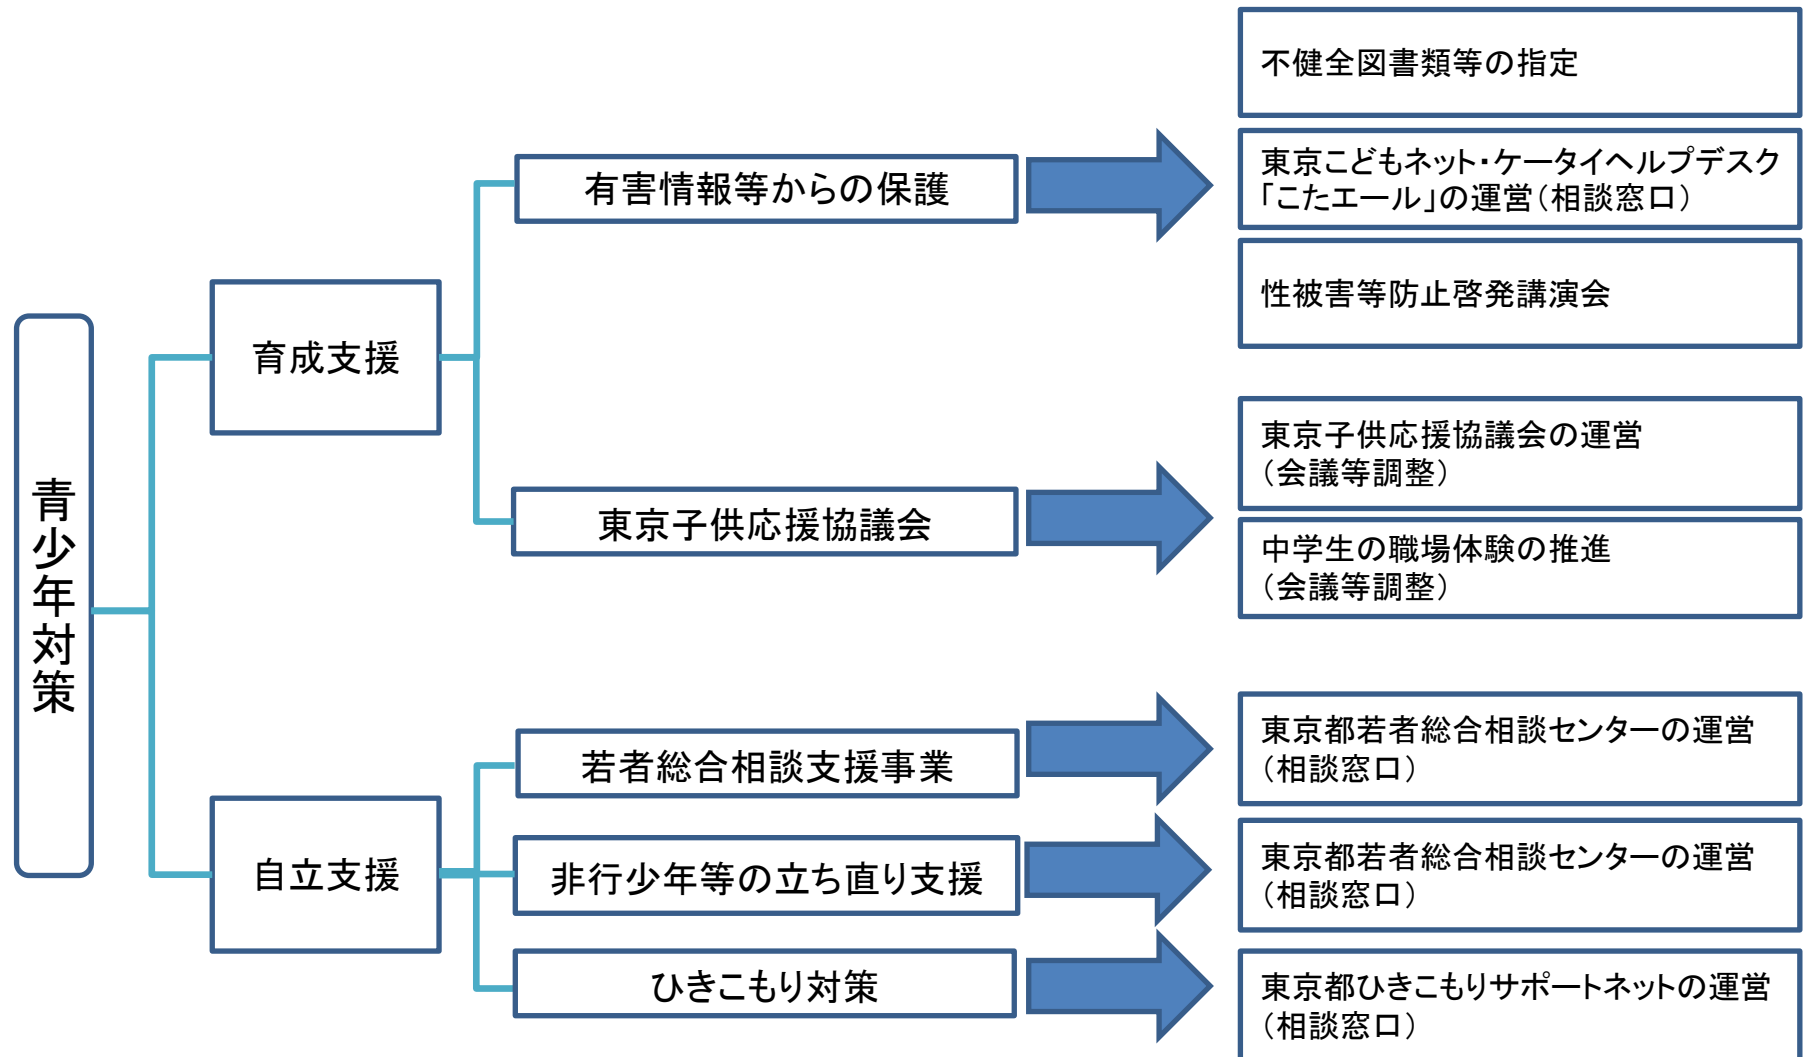 青少年対策
育成支援
有害情報等からの保護
不健全図書類等の指定
東京こどもネット・ケータイヘルプデスク
「こたエール」の運営（相談窓口）
性被害等防止啓発講演会
東京子供応援協議会
東京子供応援協議会の運営
（会議等調整）
中学生の職場体験の推進
（会議等調整）
自立支援
若者総合相談支援事業
東京都若者総合相談センターの運営
（相談窓口）
非行少年等の立ち直り支援
東京都若者総合相談センターの運営
（相談窓口）
ひきこもり対策
東京都ひきこもりサポートネットの運営
（相談窓口）